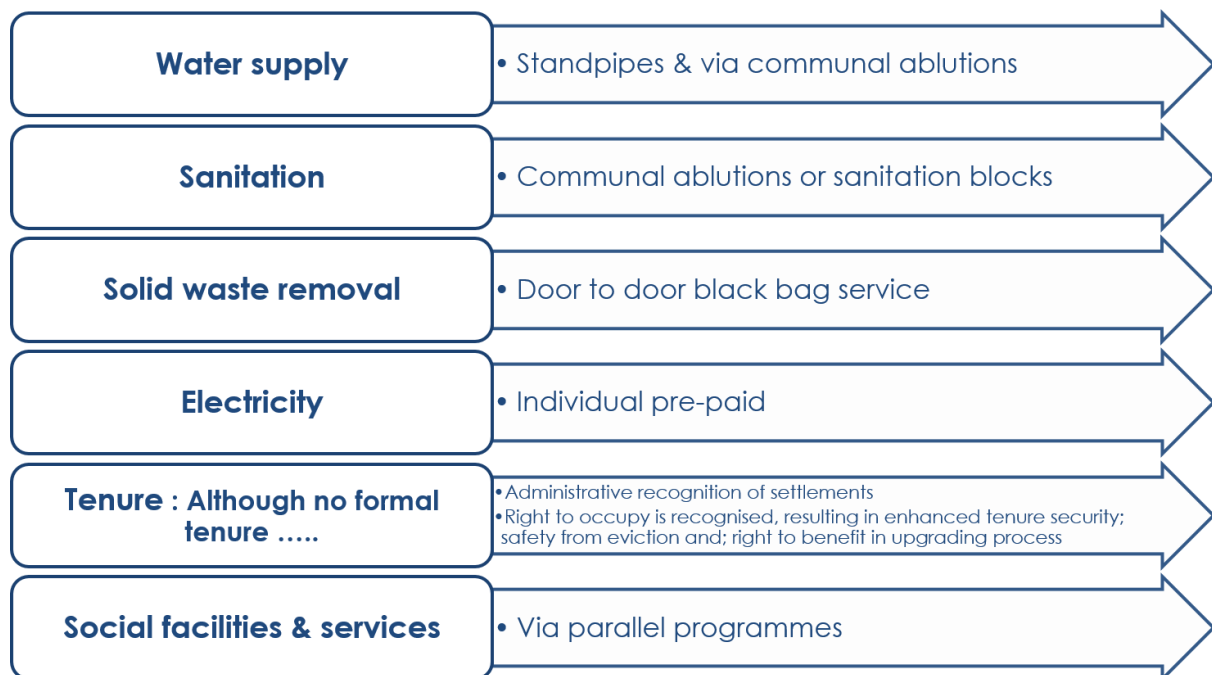 Water supply
• Standpipes & via communal ablutions
Sanitation
• Communal ablutions or sanitation blocks
Solid waste removal
• Door to door black bag service
Electricity
• Individual pre-paid
Tenure : Although no formal
tenure …..
•Administrative recognition of settlements
•Right to occupy is recognised, resulting in enhanced tenure security;
safety from eviction and; right to benefit in upgrading process
Social facilities & services
• Via parallel programmes